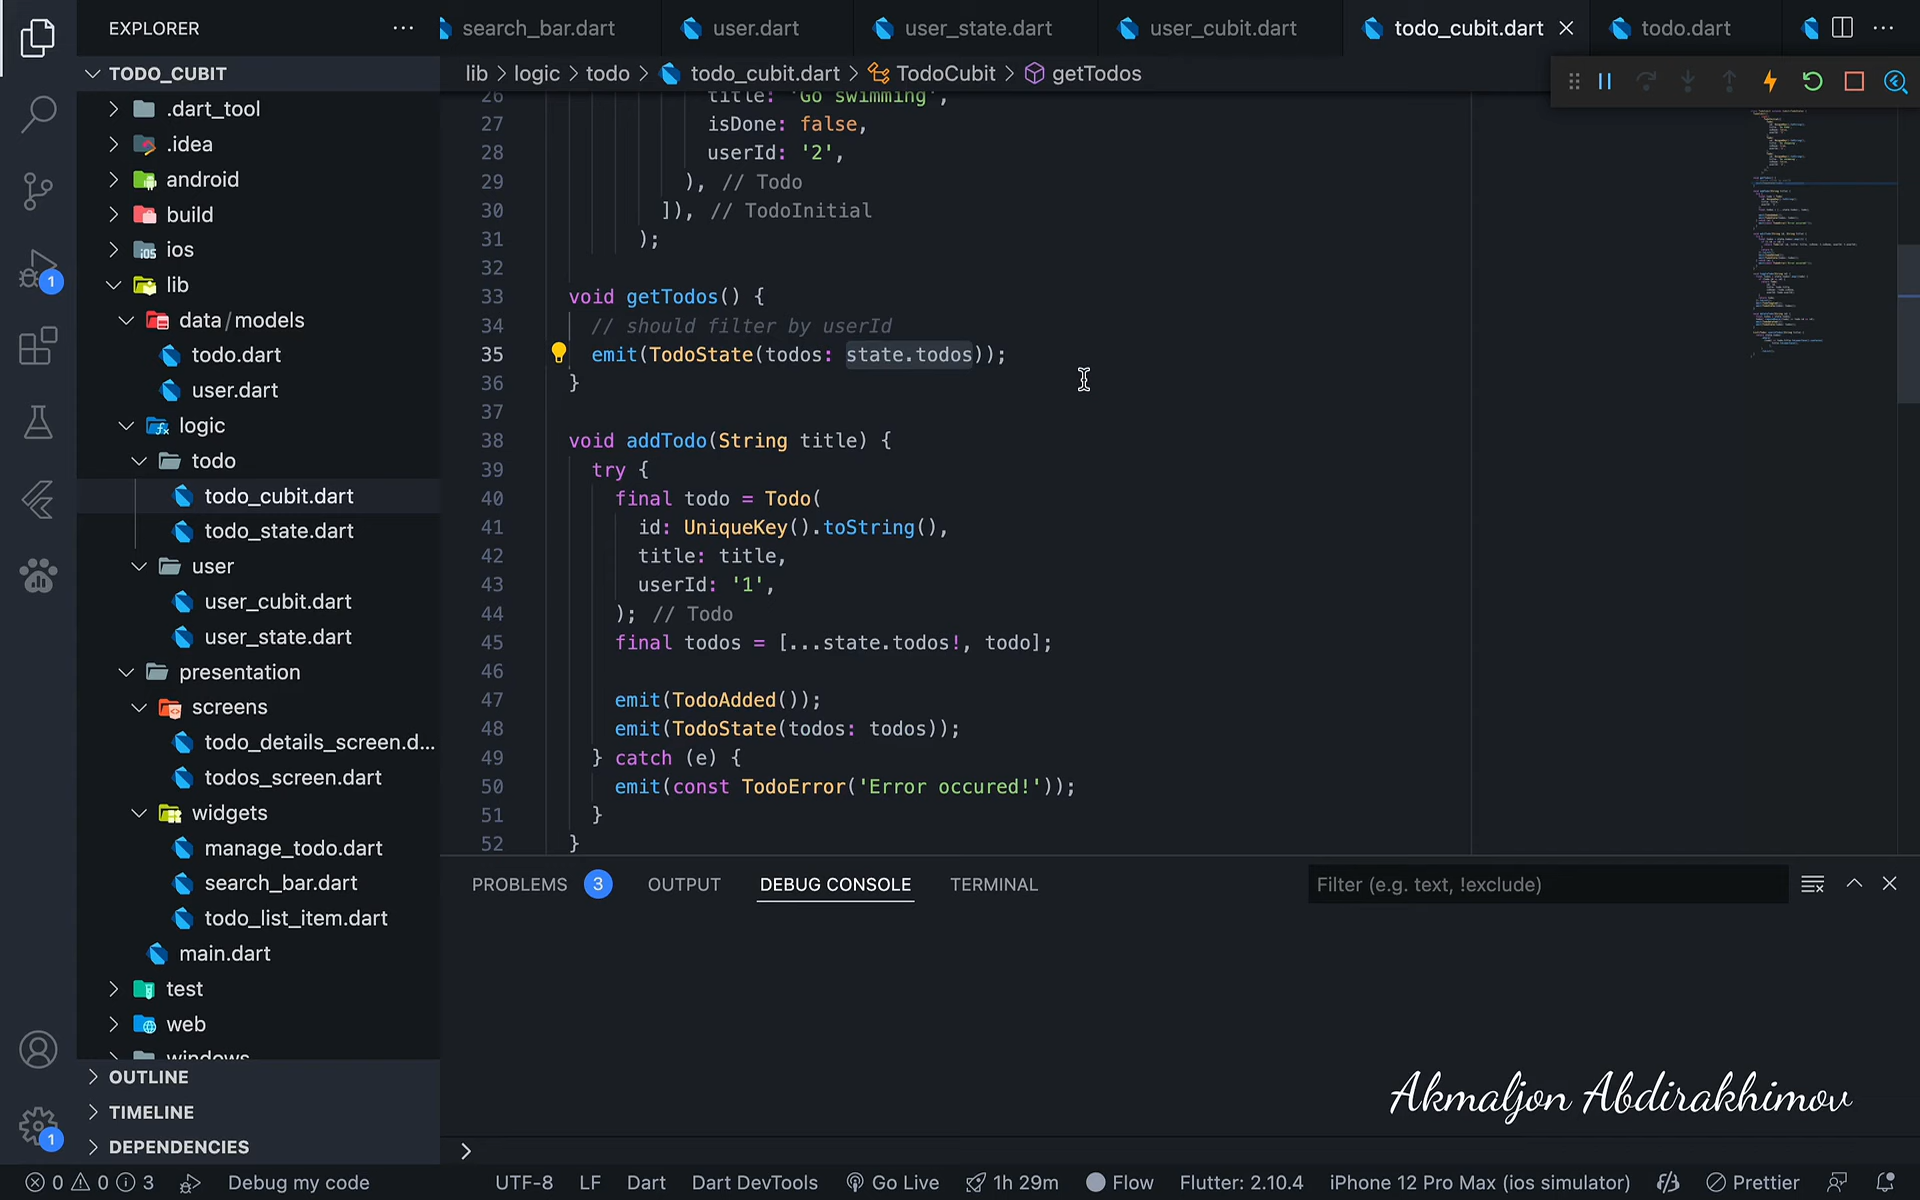 EXPLORER
TODO_CUBIT
.dart_tool
.idea
android
build
ios
lib
data/models
todo.dart
user.dart
logic
todo
todo_cubit.dart
todo_state.dart
user
user_cubit.dart
user_state.dart
presentation
screens
todo_details_screen.d...
todos_screen.dart
widgets
manage_todo.dart
search_bar.dart
todo_list_item.dart
main.dart
test
web
windows
OUTLINE
TIMELINE
DEPENDENCIES
1
1
search_bar.dart user.dart user_state.dart user_cubit.dart todo_cubit.dart todo.dart
lib > logic > todo > todo_cubit.dart > TodoCubit > getTodos
26 title: 'Go swimming',
27 isDone: false,
28 userId: '2',
29 ), // Todo
30 ]), // TodoInitial
31 );
32
33 void getTodos() {
34 // should filter by userId
35 emit(TodoState(todos: state.todos));
36 }
37
38 void addTodo(String title) {
39 try {
40 final todo = Todo(
41 id: UniqueKey().toString(),
42 title: title,
43 userId: '1',
44 ); // Todo
45 final todos = [...state.todos!, todo];
46
47 emit(TodoAdded());
48 emit(TodoState(todos: todos));
49 } catch (e) {
50 emit(const TodoError('Error occured!'));
51 }
52 }
PROBLEMS 3 OUTPUT DEBUG CONSOLE TERMINAL Filter (e.g. text, !exclude)
Akmaljon Abdirakhimov
0 0 3 Debug my code UTF-8 LF Dart Dart DevTools Go Live 1h 29m Flow Flutter: 2.10.4 iPhone 12 Pro Max (ios simulator) Prettier